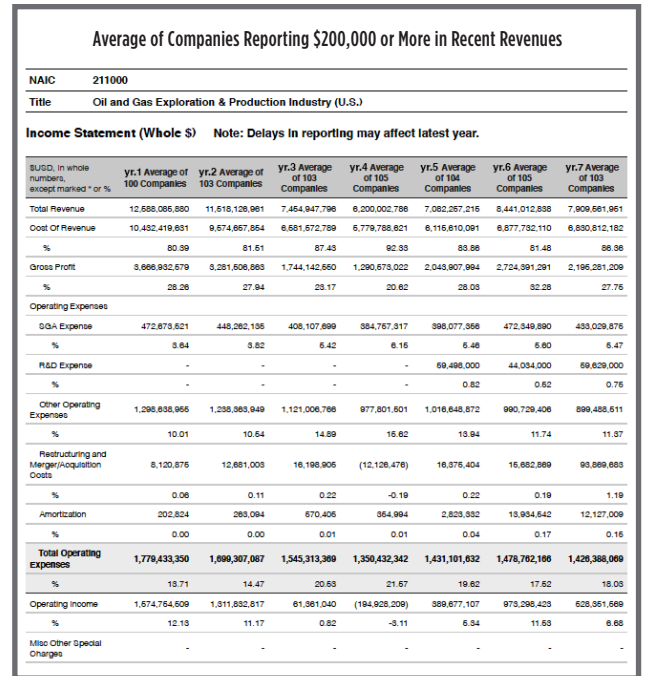 Average of Companies Reporting $200,000 or More in Recent Revenues
NAIC 211000
Title Oil and Gas Exploration & Production Industry (U.S.)
Income Statement (Whole $) Note: Delays in reporting may affect latest year.
$USD, in whole numbers, except marked * or % yr.1 Average of 100 Companies yr.2 Average of 103 Companies yr.3 Average of 103 Companies yr.4 Average of 105 Companies yr.5 Average of 104 Companies yr.6 Average of 105 Companies yr.7 Average of 103 Companies
Total Revenue 12,588,085,880 11,518,126,961 7,454,947,796 6,200,002,786 7,082,257,215 8,441,012,838 7,909,561,951
Cost Of Revenue 10,432,419,631 9,574,657,854 6,581,572,789 5,779,788,621 6,115,610,091 6,877,732,110 6,830,812,182
% 80.39 81.51 87.43 92.33 83.86 81.48 86.36
Gross Profit 3,666,932,579 3,281,506,863 1,744,142,550 1,290,573,022 2,043,907,994 2,724,391,291 2,195,281,209
% 28.26 27.94 23.17 20.62 28.03 32.28 27.75
Operating Expenses
SGA Expense 472,673,521 448,262,135 408,107,699 384,757,317 398,077,356 472,349,890 433,029,875
% 3.64 3.82 5.42 6.15 5.46 5.60 5.47
R&D Expense - - - - 59,498,000 44,034,000 59,629,000
% - - - - 0.82 0.52 0.75
Other Operating Expenses 1,298,638,955 1,238,363,949 1,121,006,766 977,801,501 1,016,648,872 990,729,406 899,488,511
% 10.01 10.54 14.89 15.62 13.94 11.74 11.37
Restructuring and Merger/Acquisition Costs 8,120,875 12,681,003 16,198,905 (12,126,476) 16,375,404 15,682,869 93,869,683
% 0.06 0.11 0.22 -0.19 0.22 0.19 1.19
Amortization 202,824 263,094 570,405 354,994 2,823,332 13,934,542 12,127,009
% 0.00 0.00 0.01 0.01 0.04 0.17 0.15
Total Operating Expenses 1,779,433,350 1,699,307,087 1,545,313,369 1,350,432,342 1,431,101,632 1,478,762,166 1,426,388,069
% 13.71 14.47 20.53 21.57 19.62 17.52 18.03
Operating Income 1,574,754,509 1,311,832,817 61,361,040 (194,928,209) 389,677,107 973,298,423 528,351,569
% 12.13 11.17 0.82 -3.11 5.34 11.53 6.68
Misc Other Special Charges - - - - - - -